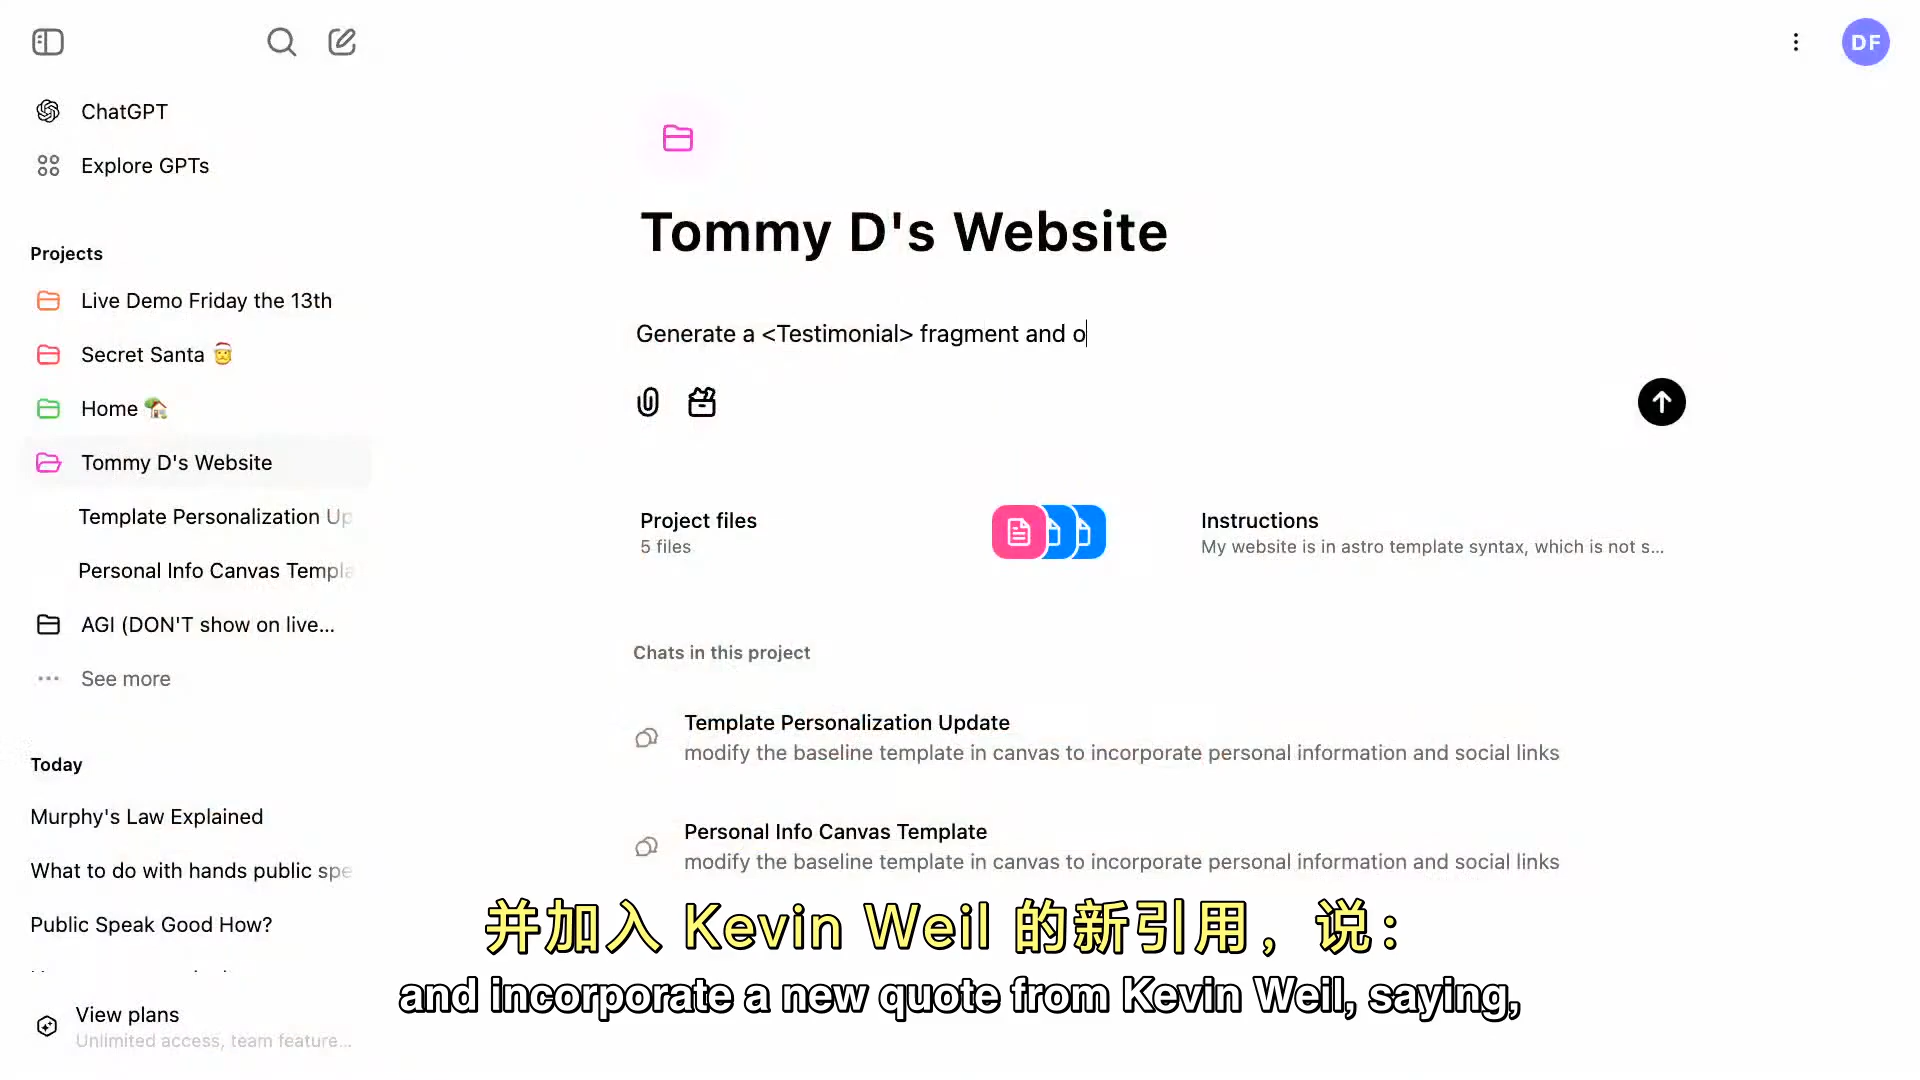 DF
ChatGPT
Explore GPTs
Projects
Live Demo Friday the 13th
Secret Santa 🎅
Home 🏡
Tommy D's Website
Template Personalization Up
Personal Info Canvas Templa
AGI (DON'T show on live...
See more
Today
Murphy's Law Explained
What to do with hands public spe
Public Speak Good How?
View plans
Unlimited access, team feature...
Tommy D's Website
Generate a <Testimonial> fragment and o
Project files
5 files
Instructions
My website is in astro template syntax, which is not s...
Chats in this project
Template Personalization Update
modify the baseline template in canvas to incorporate personal information and social links
Personal Info Canvas Template
modify the baseline template in canvas to incorporate personal information and social links
并加入 Kevin Weil 的新引用，说：
and incorporate a new quote from Kevin Weil, saying,